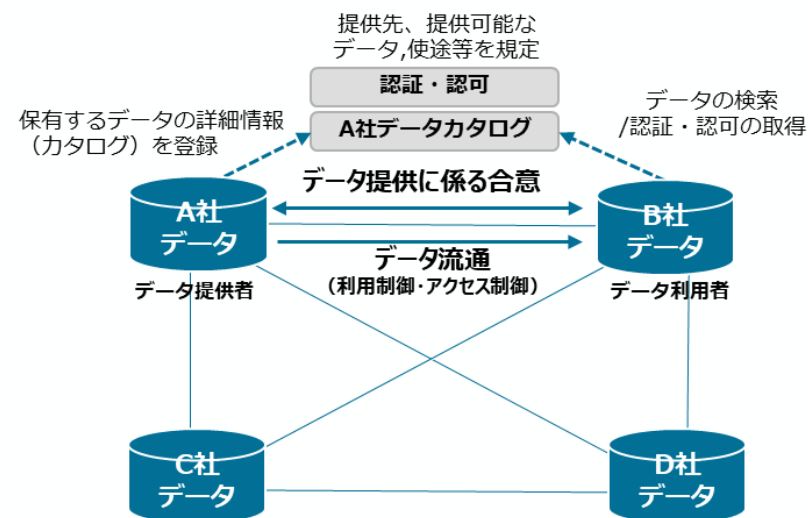 提供先、提供可能な
データ,使途等を規定
認証・認可
A社データカタログ
保有するデータの詳細情報
（カタログ）を登録
データの検索
/認証・認可の取得
データ提供に係る合意
A社
データ
B社
データ
データ流通
（利用制御･アクセス制御）
データ提供者
データ利用者
C社
データ
D社
データ